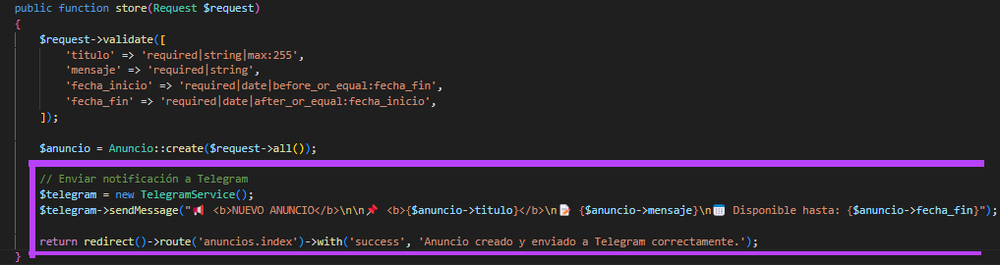 public function store(Request $request)
{
    $request->validate([
        'titulo' => 'required|string|max:255',
        'mensaje' => 'required|string',
        'fecha_inicio' => 'required|date|before_or_equal:fecha_fin',
        'fecha_fin' => 'required|date|after_or_equal:fecha_inicio',
    ]);

    $anuncio = Anuncio::create($request->all());

    // Enviar notificación a Telegram
    $telegram = new TelegramService();
    $telegram->sendMessage("📢 <b>NUEVO ANUNCIO</b>\n\n📌 <b>{$anuncio->titulo}</b>\n📝 {$anuncio->mensaje}\n📅 Disponible hasta: {$anuncio->fecha_fin}");

    return redirect()->route('anuncios.index')->with('success', 'Anuncio creado y enviado a Telegram correctamente.');
}